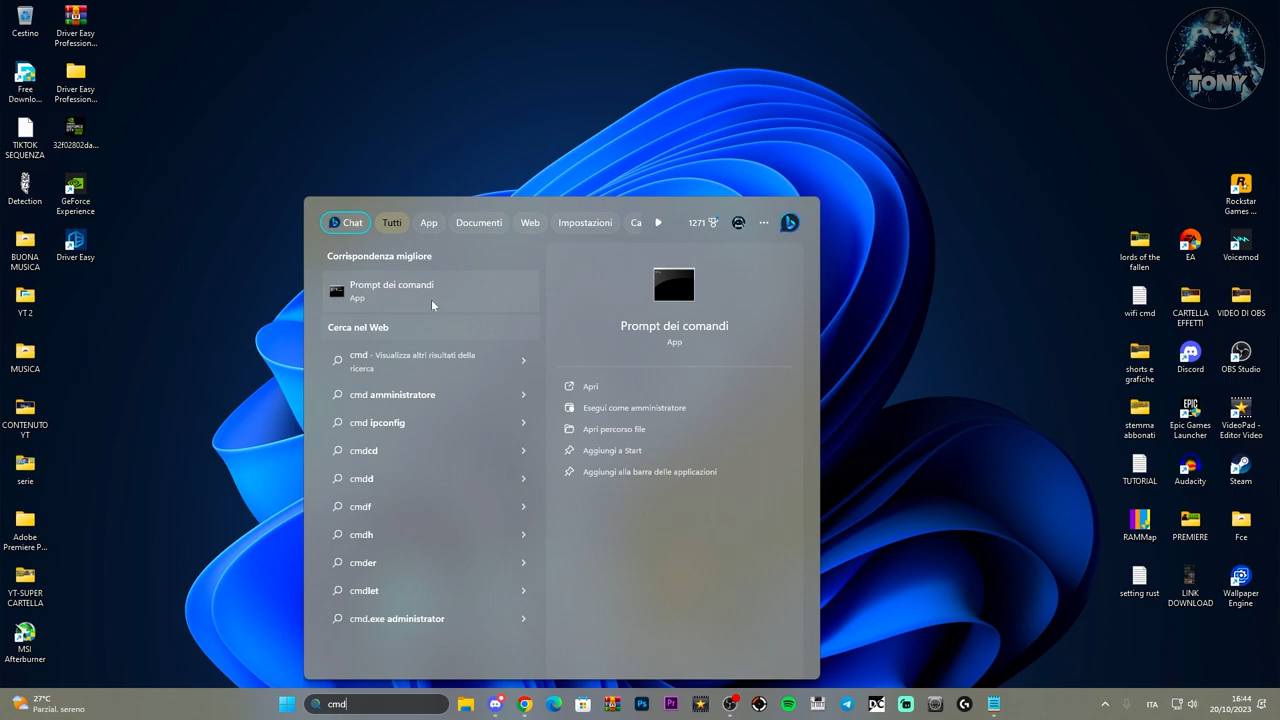 Cestino
Driver Easy
Profession...
Free
Downlo...
Driver Easy
Profession...
TIKTOK
SEQUENZA
32f02802da...
Detection
GeForce
Experience
BUONA
MUSICA
Driver Easy
YT 2
MUSICA
CONTENUTO
YT
serie
Adobe
Premiere P...
YT-SUPER
CARTELLA
MSI
Afterburner
TONY
Chat
Tutti
App
Documenti
Web
Impostazioni
Ca
1271
Corrispondenza migliore
Prompt dei comandi
App
Cerca nel Web
cmd - Visualizza altri risultati della
ricerca
cmd amministratore
cmd ipconfig
cmdcd
cmdd
cmdf
cmdh
cmder
cmdlet
cmd.exe administrator
Prompt dei comandi
App
Apri
Esegui come amministratore
Apri percorso file
Aggiungi a Start
Aggiungi alla barra delle applicazioni
Rockstar
Games ...
lords of the
fallen
EA
Voicemod
wifi cmd
CARTELLA
EFFETTI
VIDEO DI OBS
shorts e
grafiche
Discord
OBS Studio
stemma
abbonati
Epic Games
Launcher
VideoPad -
Editor Video
TUTORIAL
Audacity
Steam
RAMMap
PREMIERE
Fce
setting rust
LINK
DOWNLOAD
Wallpaper
Engine
27°C
Parzial. sereno
cmd
ITA
16:44
20/10/2023